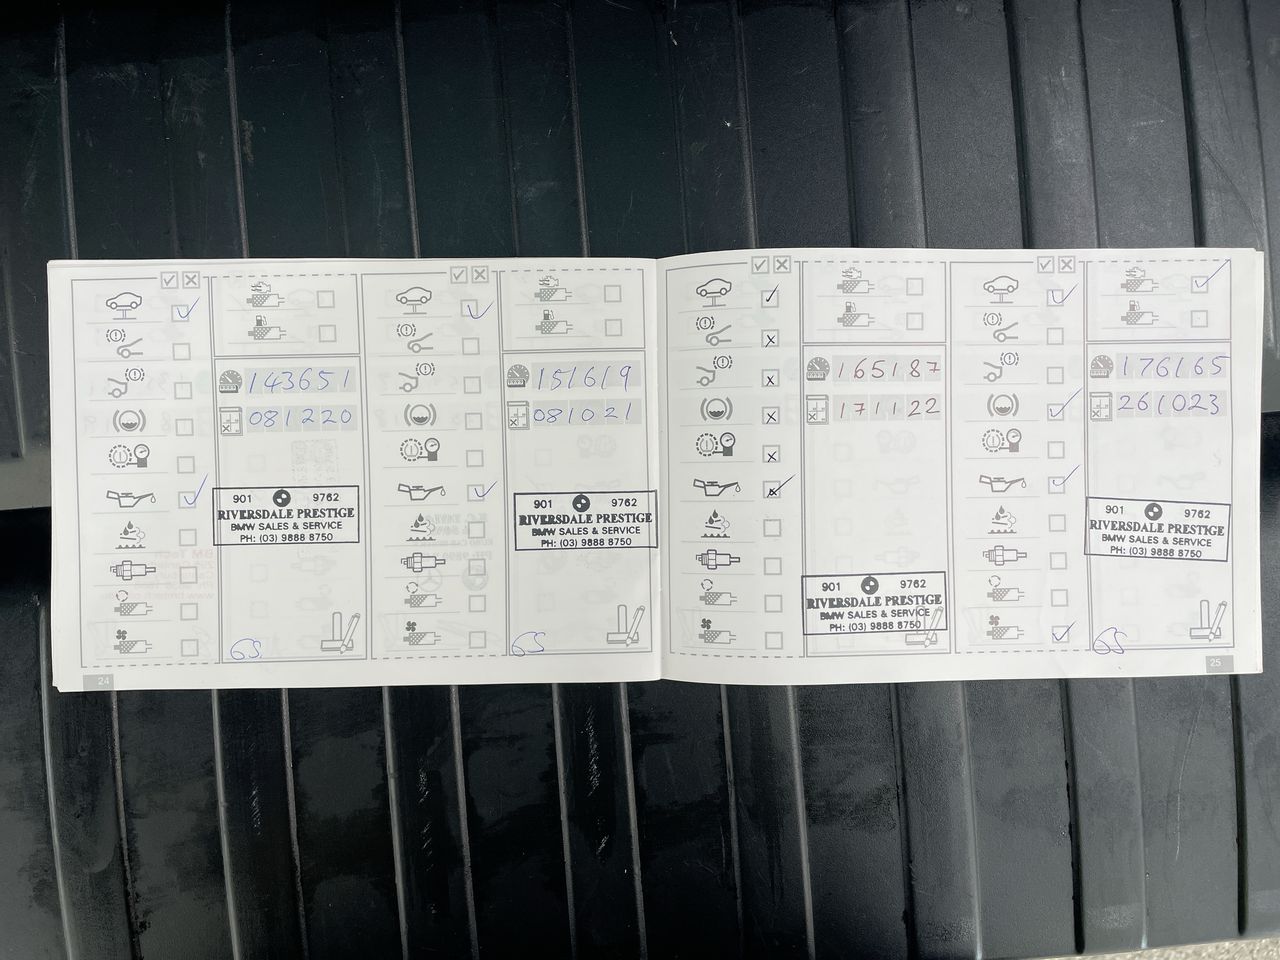 143651
081220
901 9762
RIVERSDALE PRESTIGE
BMW SALES & SERVICE
PH: (03) 9888 8750
GS
24
151619
081021
901 9762
RIVERSDALE PRESTIGE
BMW SALES & SERVICE
PH: (03) 9888 8750
GS
165187
171122
901 9762
RIVERSDALE PRESTIGE
BMW SALES & SERVICE
PH: (03) 9888 8750
176165
261023
901 9762
RIVERSDALE PRESTIGE
BMW SALES & SERVICE
PH: (03) 9888 8750
GS
25